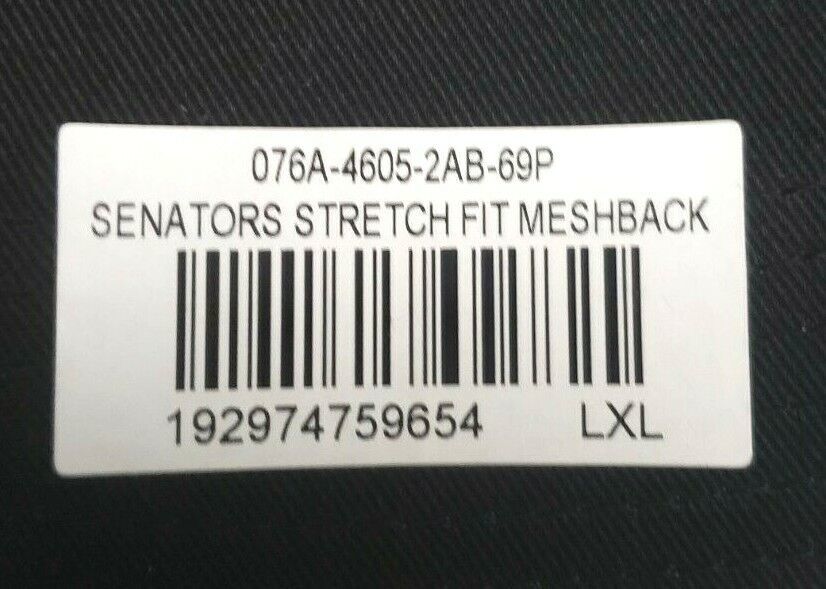 076A-4605-2AB-69P
SENATORS STRETCH FIT MESHBACK
192974759654 LXL